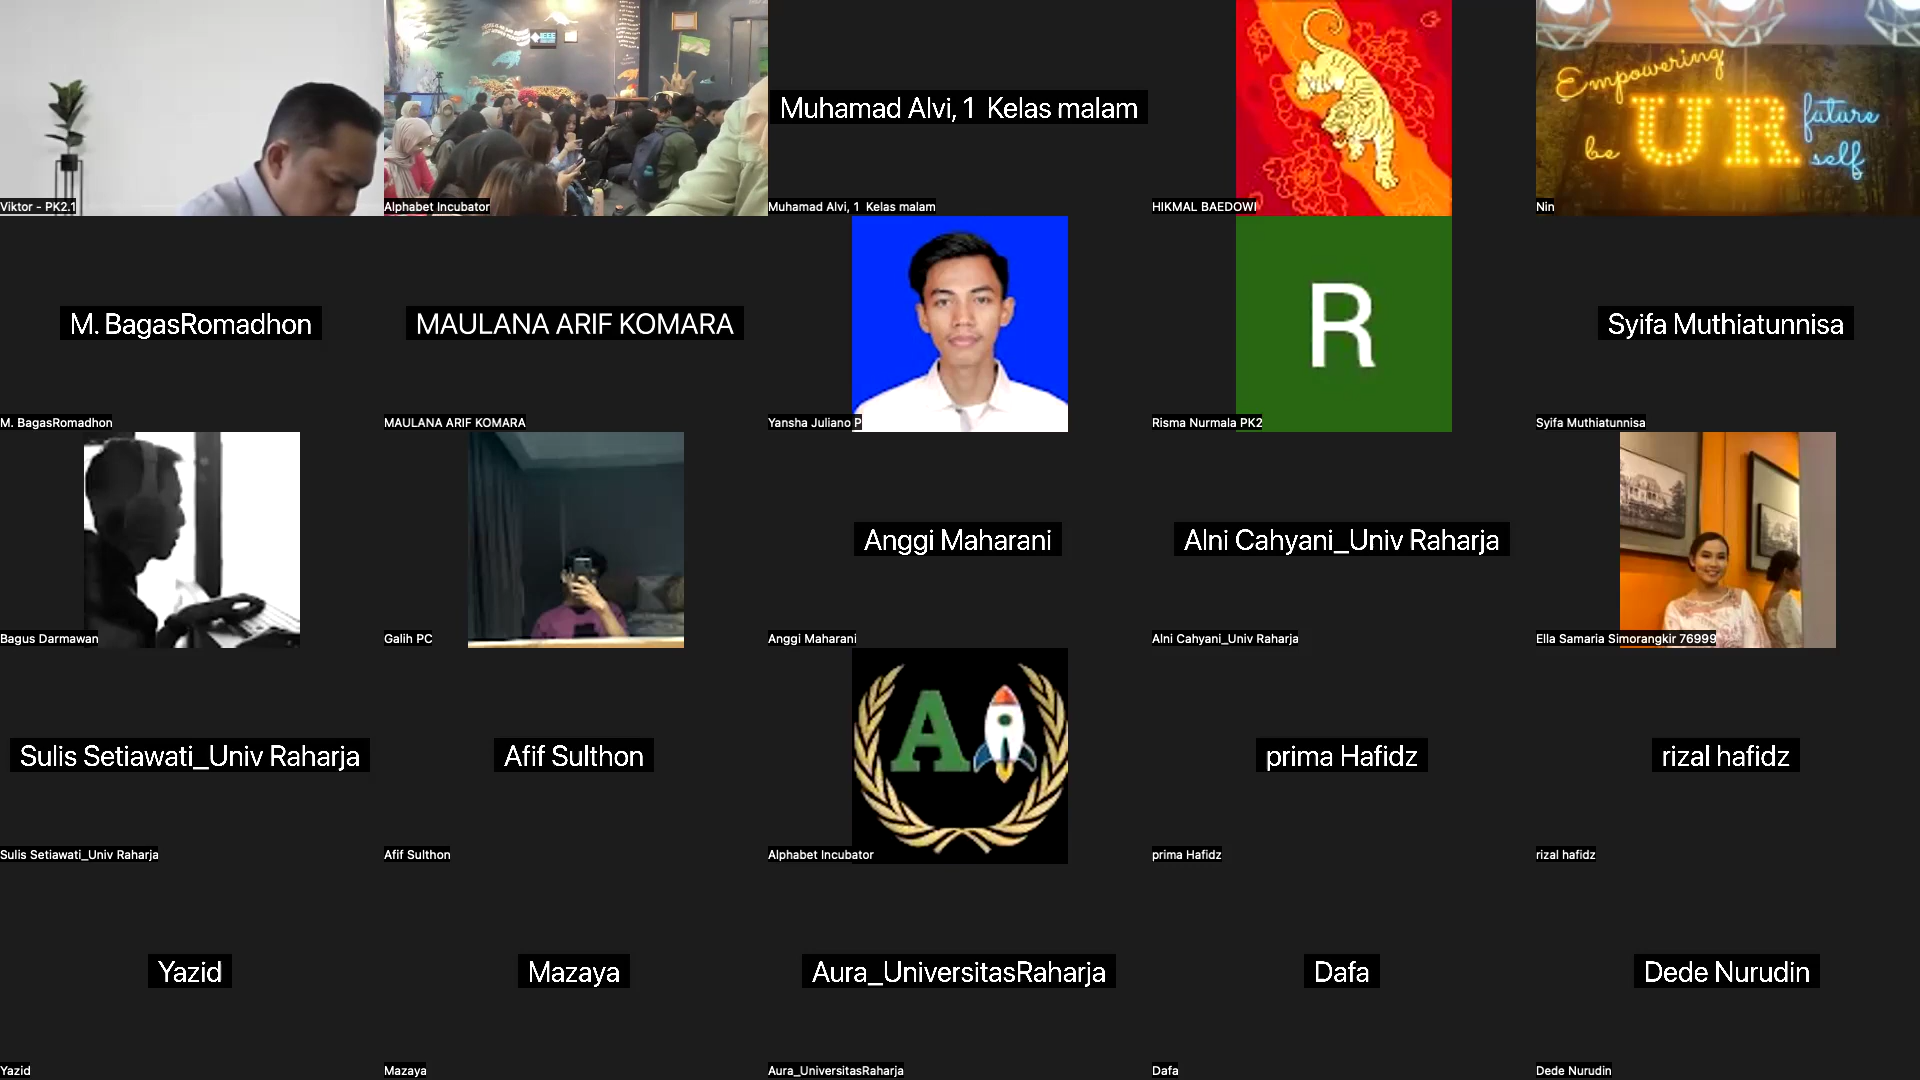 Viktor - PK2.1
Alphabet Incubator
Muhamad Alvi, 1 Kelas malam
Muhamad Alvi, 1 Kelas malam
HIKMAL BAEDOWI
Empowering
be UR future
self
Nin
M. BagasRomadhon
M. BagasRomadhon
MAULANA ARIF KOMARA
MAULANA ARIF KOMARA
Yansha Juliano P
R
Risma Nurmala PK2
Syifa Muthiatunnisa
Syifa Muthiatunnisa
Bagus Darmawan
Galih PC
Anggi Maharani
Anggi Maharani
Alni Cahyani_Univ Raharja
Alni Cahyani_Univ Raharja
Ella Samaria Simorangkir 76999
Sulis Setiawati_Univ Raharja
Sulis Setiawati_Univ Raharja
Afif Sulthon
Afif Sulthon
A
Alphabet Incubator
prima Hafidz
prima Hafidz
rizal hafidz
rizal hafidz
Yazid
Yazid
Mazaya
Mazaya
Aura_UniversitasRaharja
Aura_UniversitasRaharja
Dafa
Dafa
Dede Nurudin
Dede Nurudin